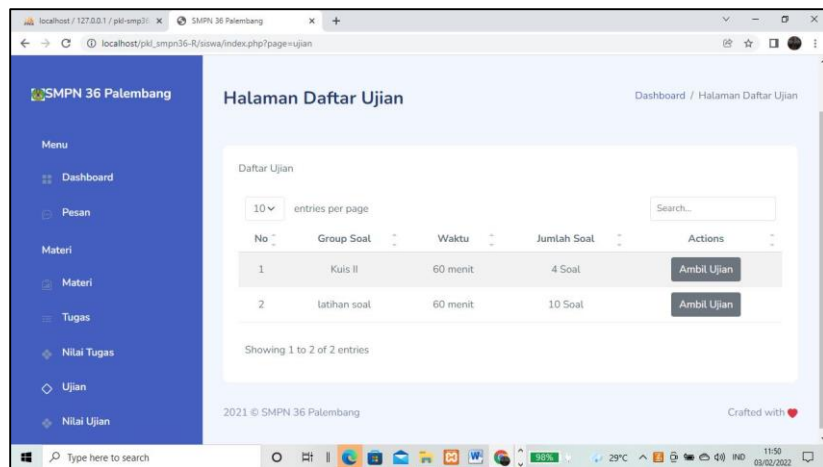 localhost / 127.0.0.1 / pkl-smp3
SMPN 36 Palembang
localhost/pkl_smpn36-R/siswa/index.php?page=ujian
SMPN 36 Palembang
Menu
Dashboard
Pesan
Materi
Materi
Tugas
Nilai Tugas
Ujian
Nilai Ujian
Halaman Daftar Ujian
Dashboard / Halaman Daftar Ujian
Daftar Ujian
10 entries per page
Search...
No Group Soal Waktu Jumlah Soal Actions
1 Kuis II 60 menit 4 Soal Ambil Ujian
2 latihan soal 60 menit 10 Soal Ambil Ujian
Showing 1 to 2 of 2 entries
2021 © SMPN 36 Palembang
Crafted with
Type here to search
98%
29°C
IND
11:50
03/02/2022